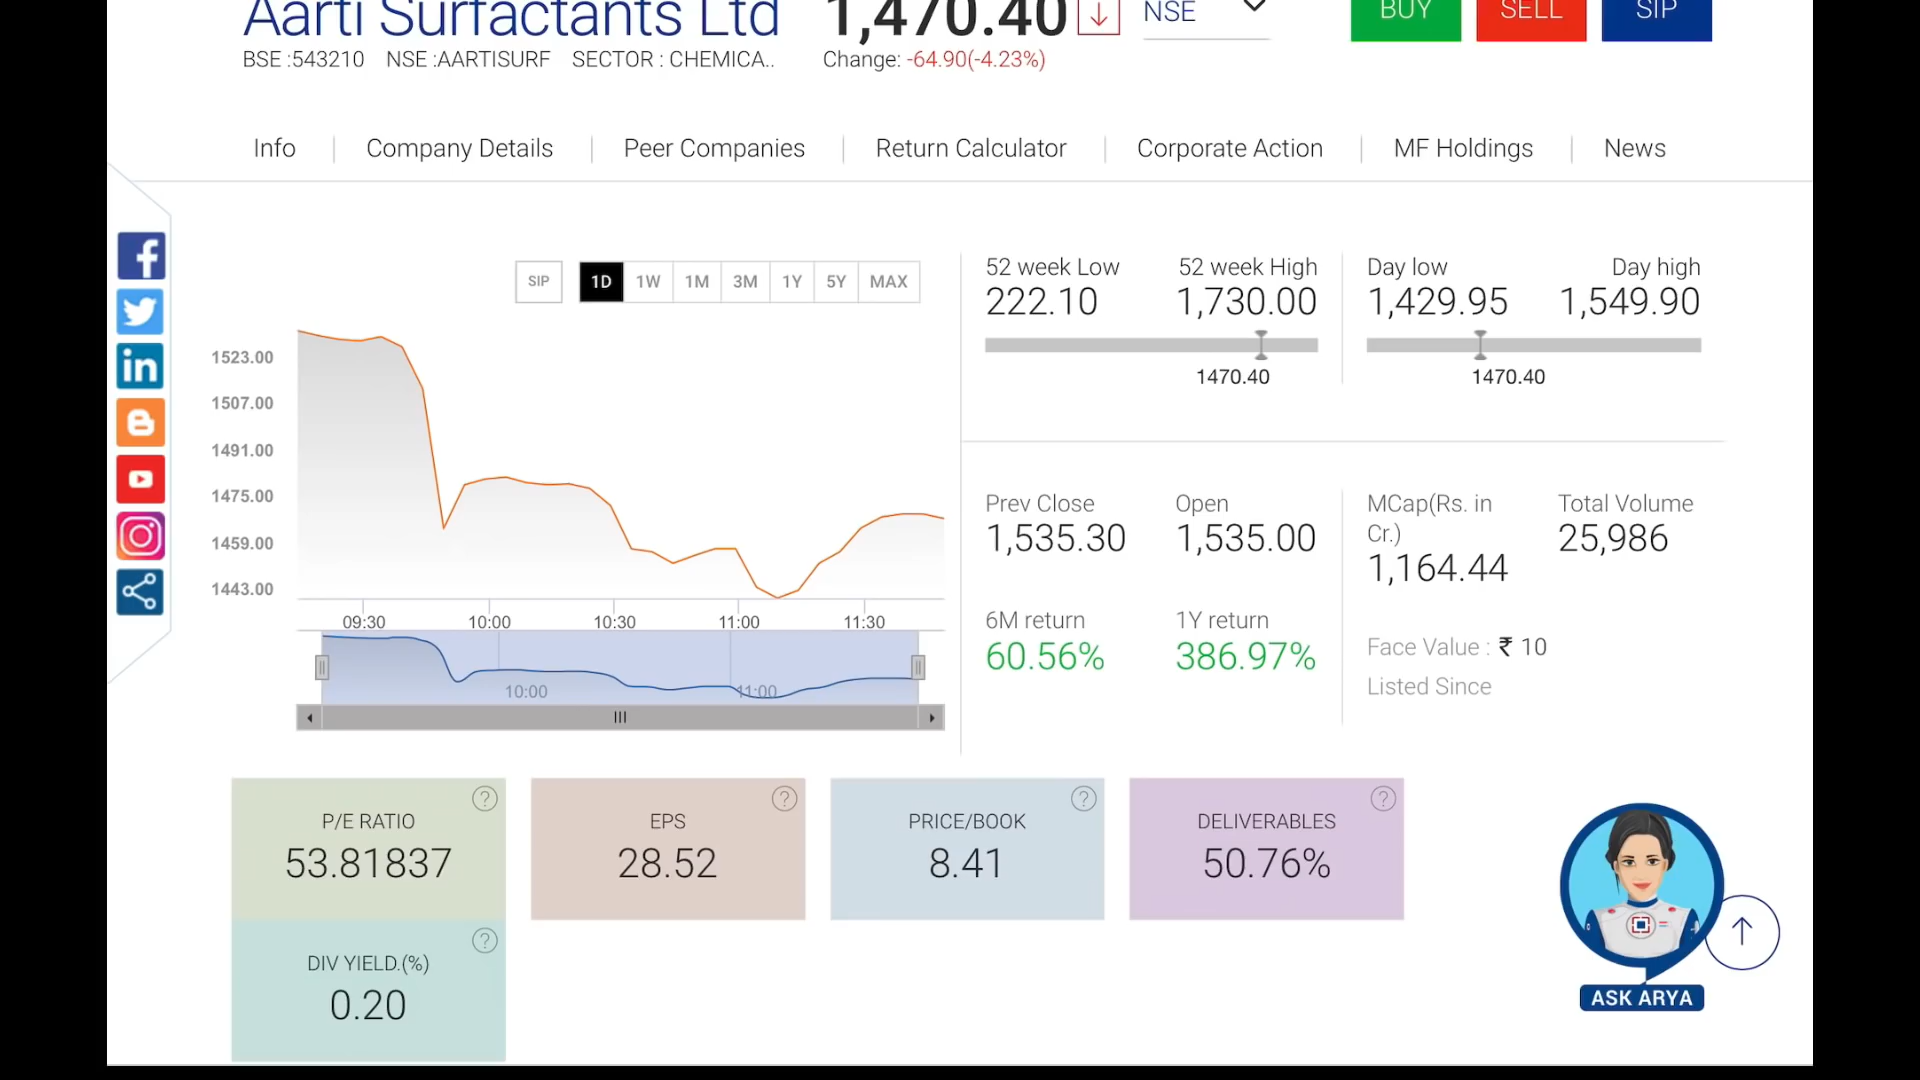 Aarti Surfactants Ltd
1,470.40
NSE
BUY
SELL
SIP
BSE :543210 NSE :AARTISURF SECTOR : CHEMICA..
Change: -64.90(-4.23%)
Info
Company Details
Peer Companies
Return Calculator
Corporate Action
MF Holdings
News
SIP
1D
1W
1M
3M
1Y
5Y
MAX
1523.00
1507.00
1491.00
1475.00
1459.00
1443.00
09:30
10:00
10:30
11:00
11:30
10:00
11:00
52 week Low
222.10
52 week High
1,730.00
1470.40
Day low
1,429.95
Day high
1,549.90
1470.40
Prev Close
1,535.30
Open
1,535.00
MCap(Rs. in
Cr.)
1,164.44
Total Volume
25,986
6M return
60.56%
1Y return
386.97%
Face Value : ₹ 10
Listed Since
P/E RATIO
53.81837
EPS
28.52
PRICE/BOOK
8.41
DELIVERABLES
50.76%
DIV YIELD.(%)
0.20
ASK ARYA